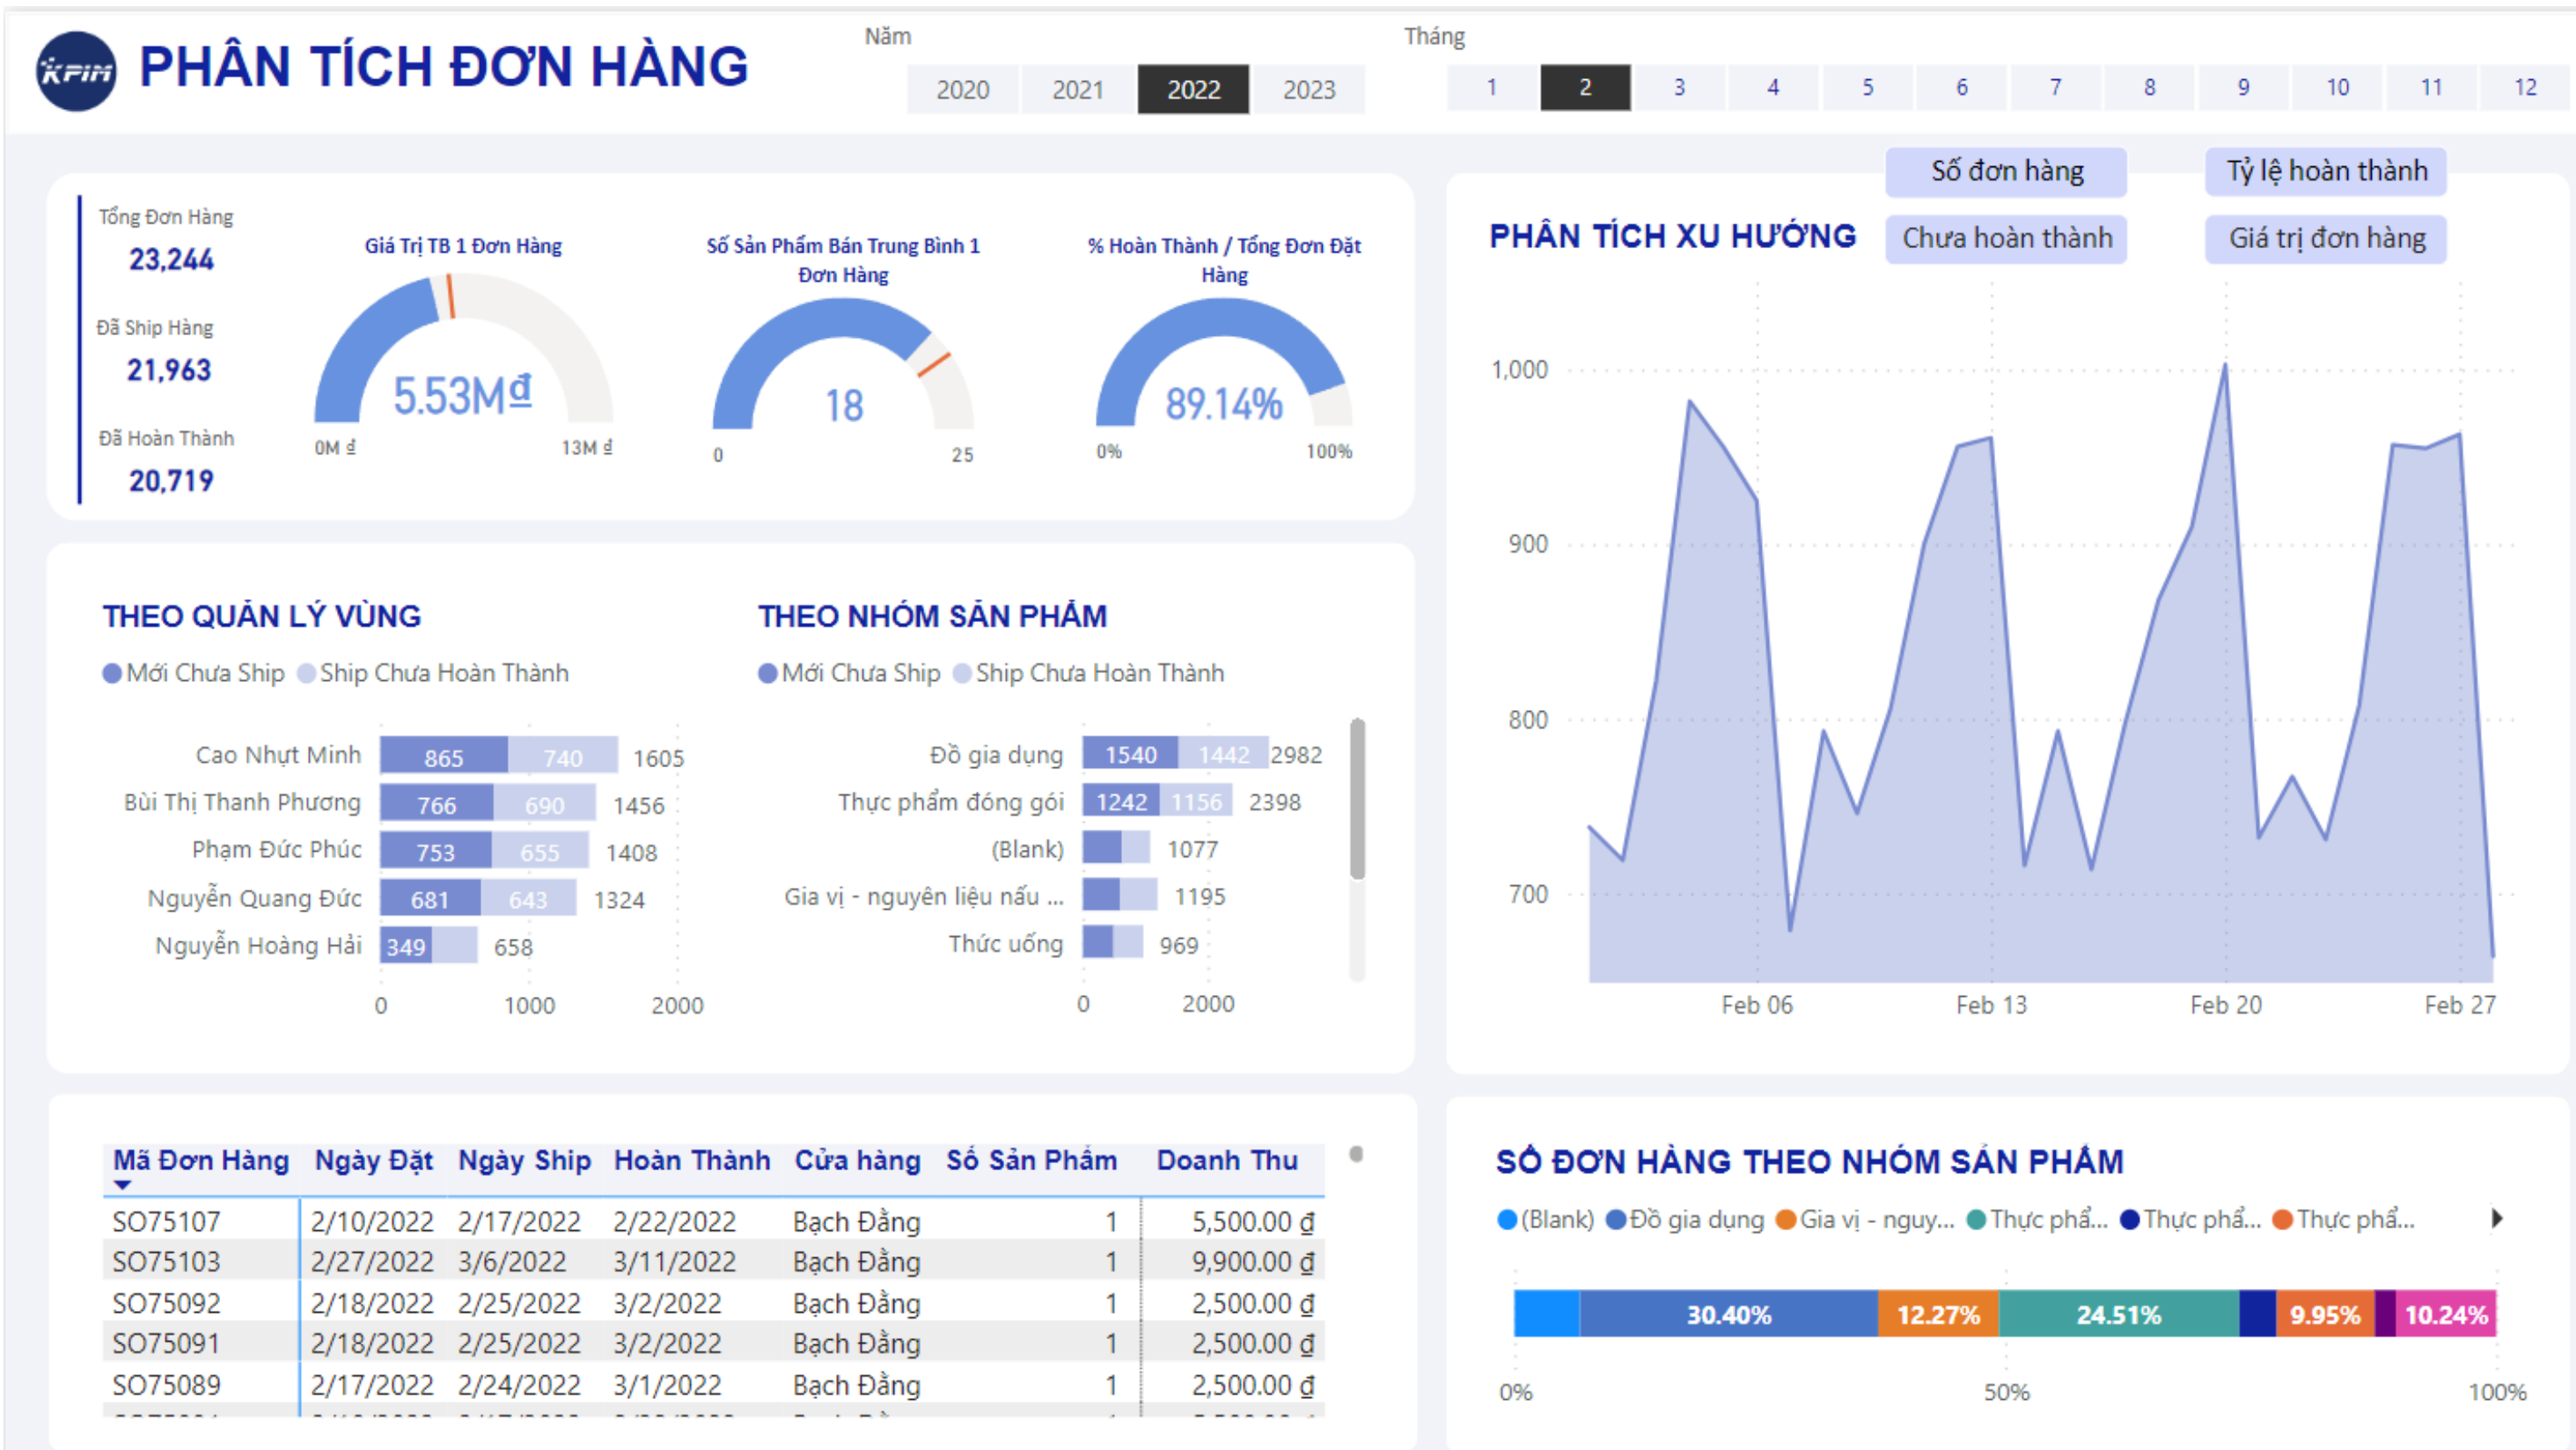 KPIM
PHÂN TÍCH ĐƠN HÀNG
Năm
2020 2021 2022 2023
Tháng
1 2 3 4 5 6 7 8 9 10 11 12
Tổng Đơn Hàng
23,244
Đã Ship Hàng
21,963
Đã Hoàn Thành
20,719
Giá Trị TB 1 Đơn Hàng
5.53M₫
0M ₫ 13M ₫
Số Sản Phẩm Bán Trung Bình 1
Đơn Hàng
18
0 25
% Hoàn Thành / Tổng Đơn Đặt
Hàng
89.14%
0% 100%
PHÂN TÍCH XU HƯỚNG
Số đơn hàng Tỷ lệ hoàn thành
Chưa hoàn thành Giá trị đơn hàng
1,000
900
800
700
Feb 06 Feb 13 Feb 20 Feb 27
THEO QUẢN LÝ VÙNG
Mới Chưa Ship Ship Chưa Hoàn Thành
Cao Nhựt Minh 865 740 1605
Bùi Thị Thanh Phương 766 690 1456
Phạm Đức Phúc 753 655 1408
Nguyễn Quang Đức 681 643 1324
Nguyễn Hoàng Hải 349 658
0 1000 2000
THEO NHÓM SẢN PHẨM
Mới Chưa Ship Ship Chưa Hoàn Thành
Đồ gia dụng 1540 1442 2982
Thực phẩm đóng gói 1242 1156 2398
(Blank) 1077
Gia vị - nguyên liệu nấu ... 1195
Thức uống 969
0 2000
Mã Đơn Hàng Ngày Đặt Ngày Ship Hoàn Thành Cửa hàng Số Sản Phẩm Doanh Thu
SO75107 2/10/2022 2/17/2022 2/22/2022 Bạch Đằng 1 5,500.00 ₫
SO75103 2/27/2022 3/6/2022 3/11/2022 Bạch Đằng 1 9,900.00 ₫
SO75092 2/18/2022 2/25/2022 3/2/2022 Bạch Đằng 1 2,500.00 ₫
SO75091 2/18/2022 2/25/2022 3/2/2022 Bạch Đằng 1 2,500.00 ₫
SO75089 2/17/2022 2/24/2022 3/1/2022 Bạch Đằng 1 2,500.00 ₫
SỐ ĐƠN HÀNG THEO NHÓM SẢN PHẨM
(Blank) Đồ gia dụng Gia vị - nguy... Thực phẩ... Thực phẩ... Thực phẩ...
30.40% 12.27% 24.51% 9.95% 10.24%
0% 50% 100%